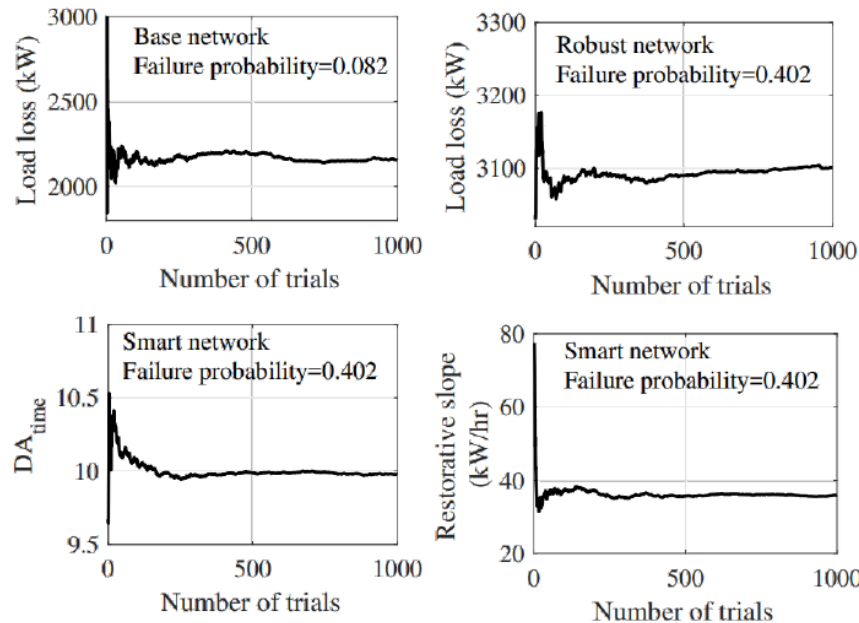 Base network
Failure probability=0.082
Load loss (kW)
3000
2500
2000
0
500
1000
Number of trials
Robust network
Failure probability=0.402
Load loss (kW)
3300
3200
3100
0
500
1000
Number of trials
Smart network
Failure probability=0.402
DA_time
11
10.5
10
9.5
0
500
1000
Number of trials
Smart network
Failure probability=0.402
Restorative slope
(kW/hr)
80
60
40
20
0
500
1000
Number of trials